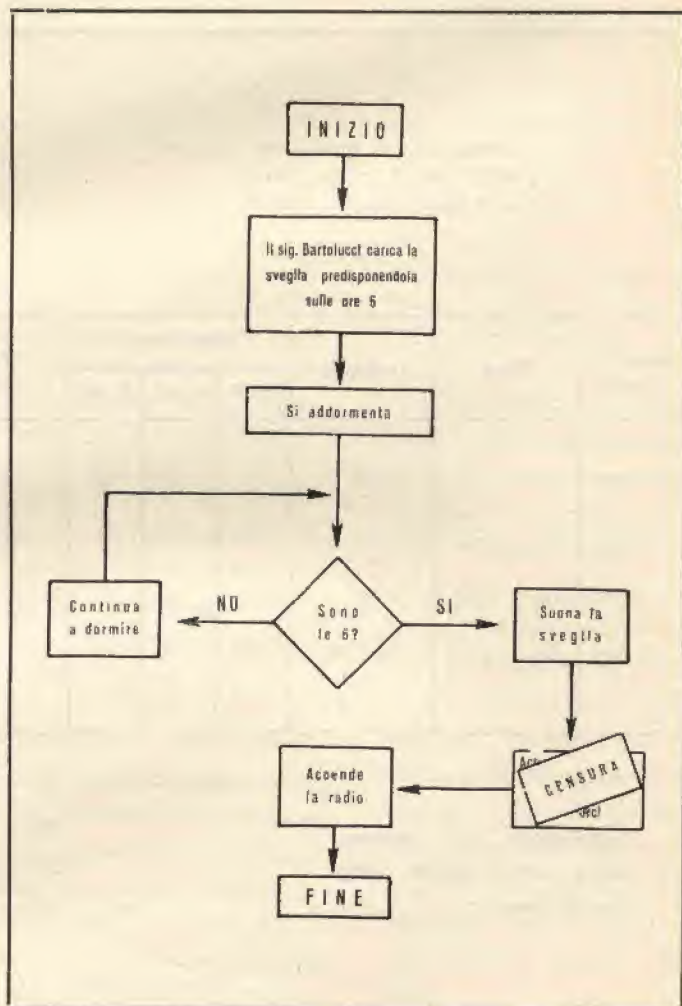 INIZIO
Il sig. Bartolucci carica la
sveglia predisponendola
sulle ore 6
Si addormenta
Continua
a dormire
NO
Sono
le 6?
SI
Suona la
sveglia
CENSURA
Accende
la radio
FINE